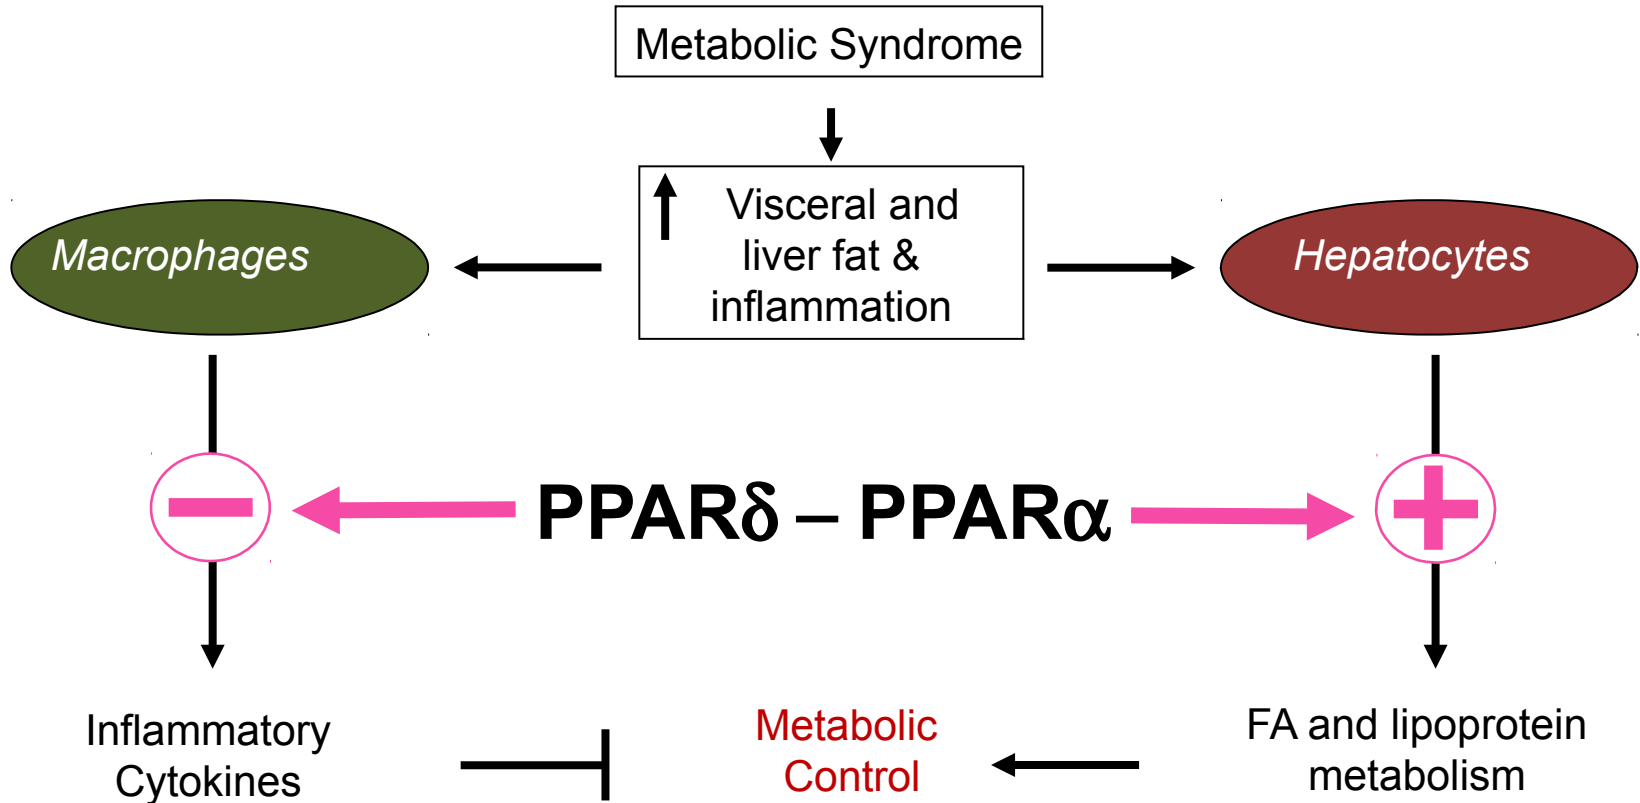 Metabolic Syndrome
Visceral and
liver fat &
inflammation
Macrophages
Hepatocytes
PPARδ – PPARα
Inflammatory
Cytokines
Metabolic
Control
FA and lipoprotein
metabolism